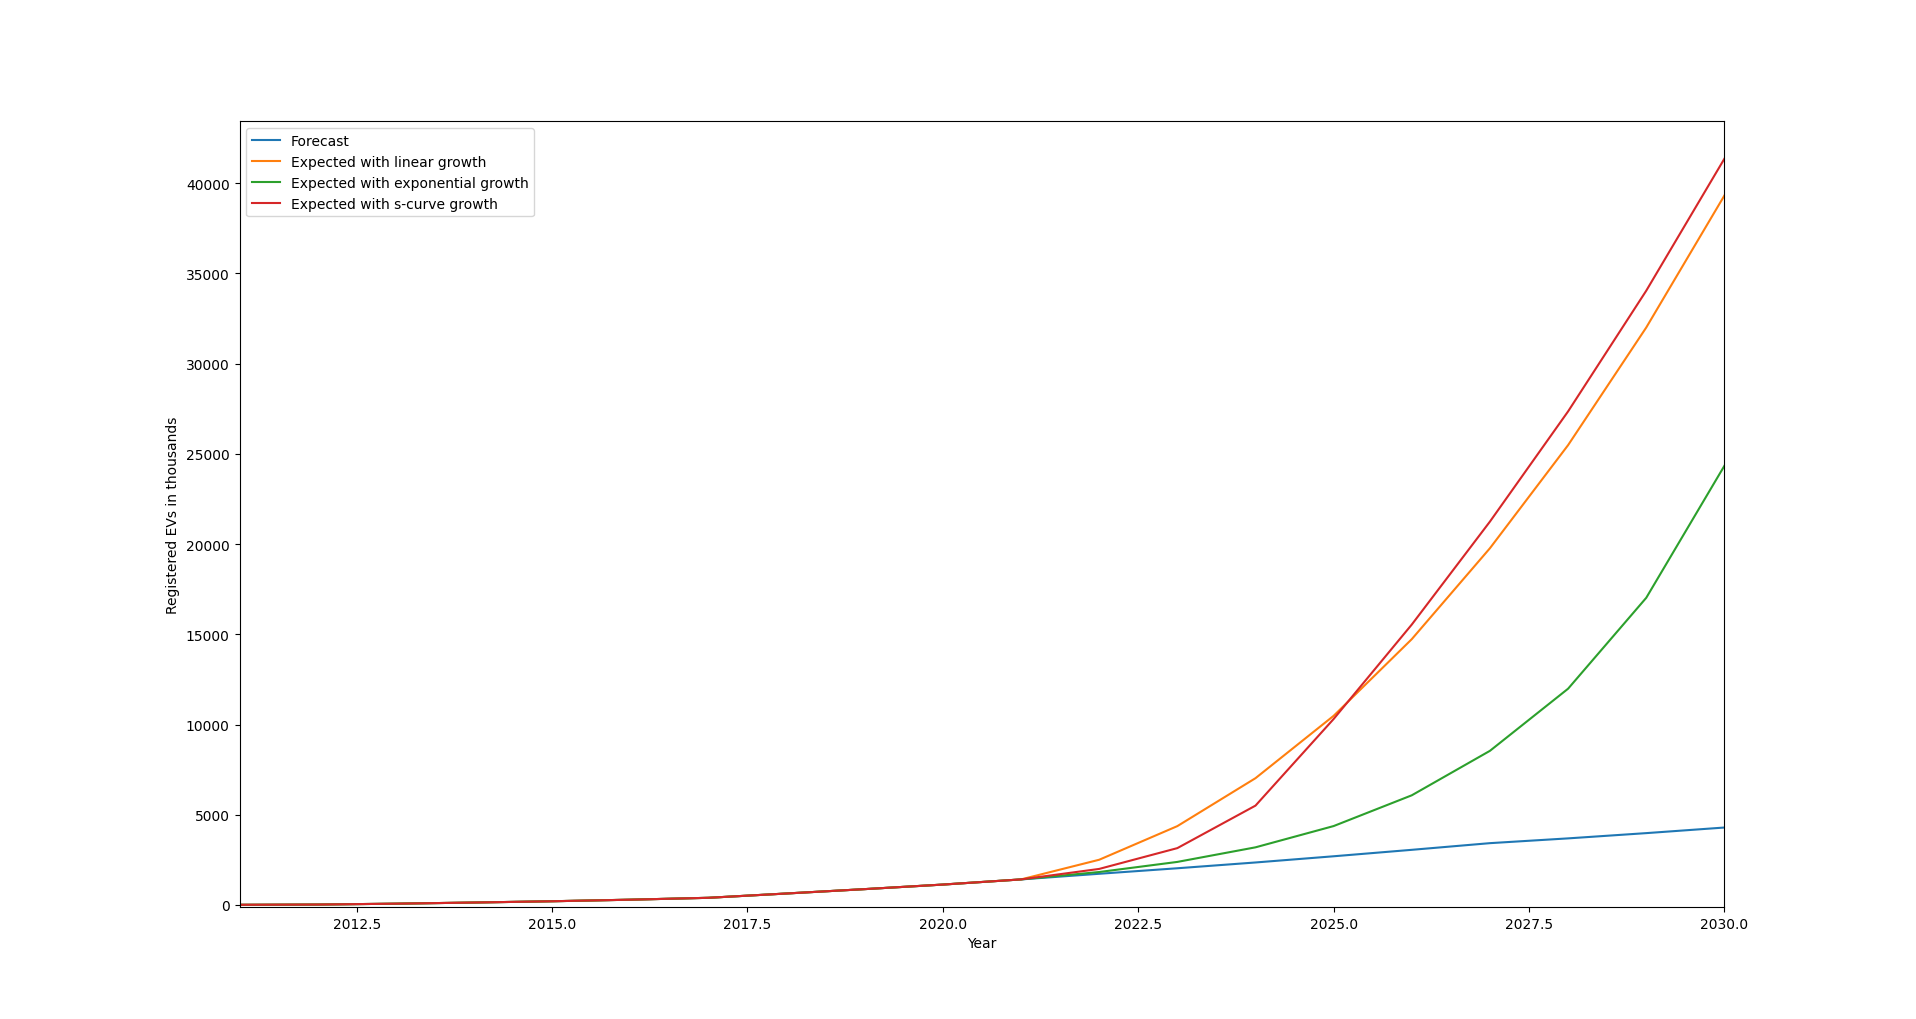 Forecast
Expected with linear growth
Expected with exponential growth
Expected with s-curve growth
40000
35000
30000
25000
20000
15000
10000
5000
0
Registered EVs in thousands
2012.5 2015.0 2017.5 2020.0 2022.5 2025.0 2027.5 2030.0
Year